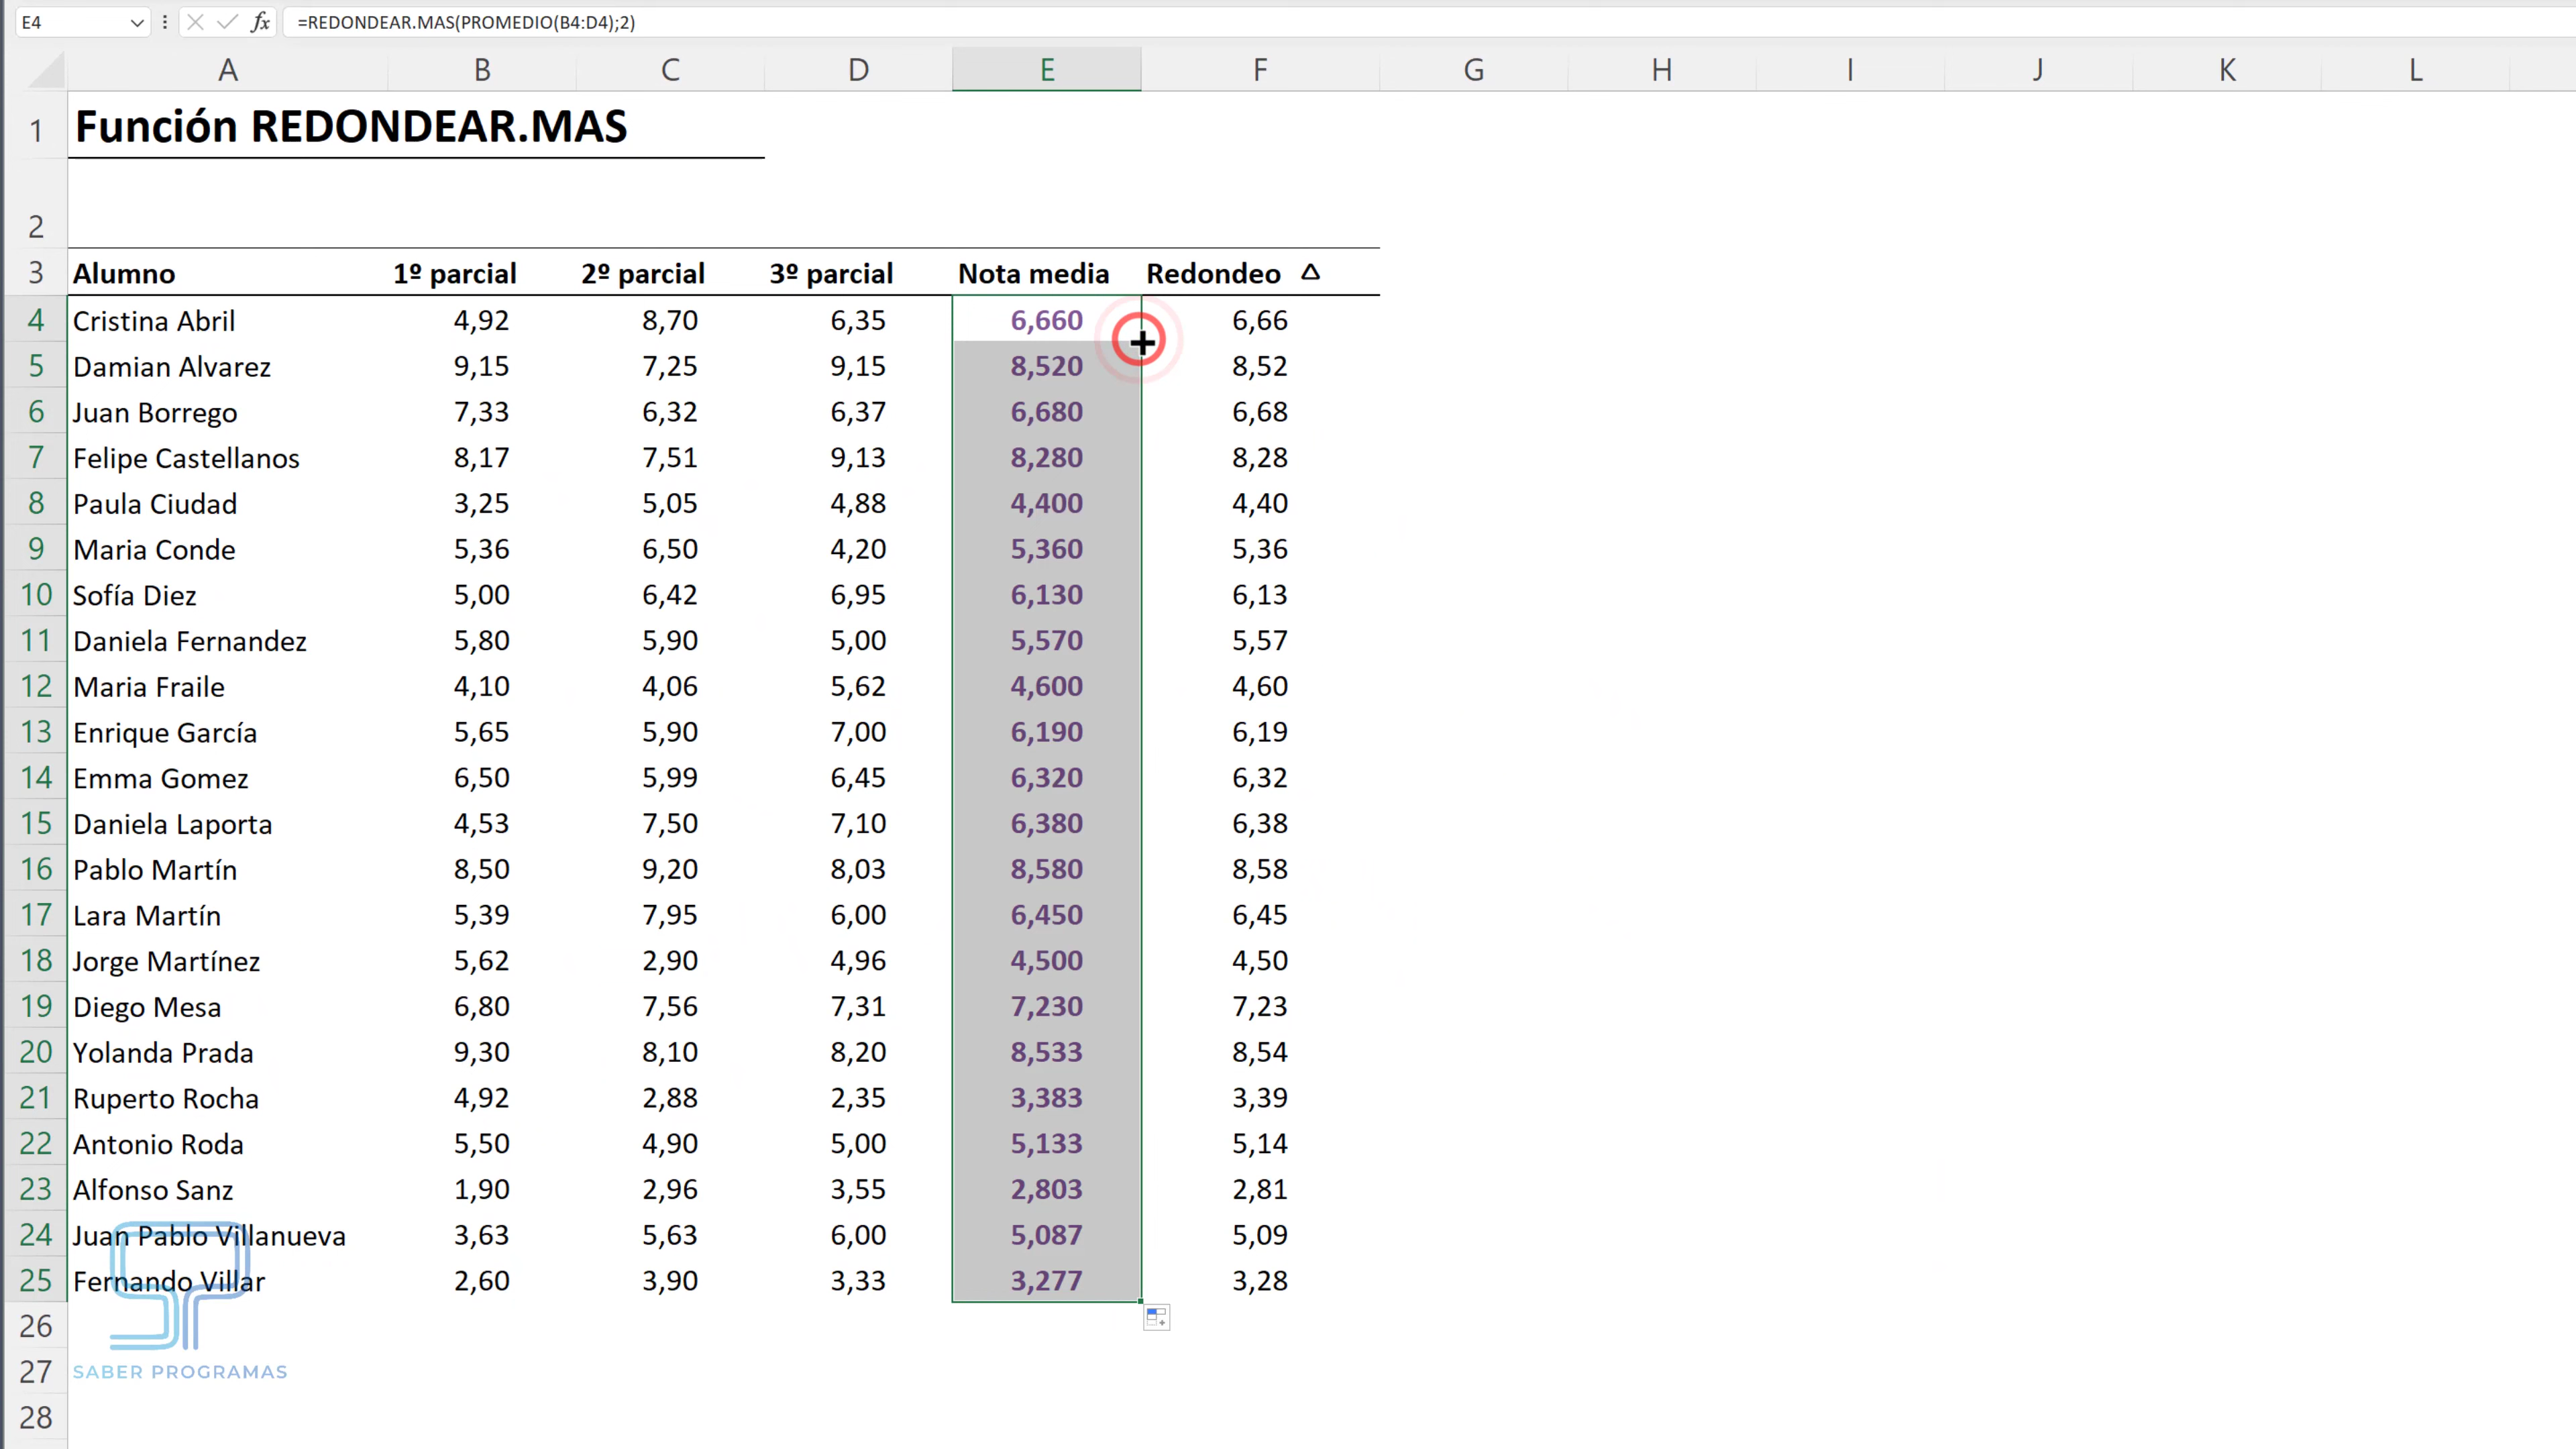 E4 fx =REDONDEAR.MAS(PROMEDIO(B4:D4);2)
A B C D E F G H I J K L
1 Función REDONDEAR.MAS
2
3 Alumno 1º parcial 2º parcial 3º parcial Nota media Redondeo △
4 Cristina Abril 4,92 8,70 6,35 6,660 6,66
5 Damian Alvarez 9,15 7,25 9,15 8,520 8,52
6 Juan Borrego 7,33 6,32 6,37 6,680 6,68
7 Felipe Castellanos 8,17 7,51 9,13 8,280 8,28
8 Paula Ciudad 3,25 5,05 4,88 4,400 4,40
9 Maria Conde 5,36 6,50 4,20 5,360 5,36
10 Sofía Diez 5,00 6,42 6,95 6,130 6,13
11 Daniela Fernandez 5,80 5,90 5,00 5,570 5,57
12 Maria Fraile 4,10 4,06 5,62 4,600 4,60
13 Enrique García 5,65 5,90 7,00 6,190 6,19
14 Emma Gomez 6,50 5,99 6,45 6,320 6,32
15 Daniela Laporta 4,53 7,50 7,10 6,380 6,38
16 Pablo Martín 8,50 9,20 8,03 8,580 8,58
17 Lara Martín 5,39 7,95 6,00 6,450 6,45
18 Jorge Martínez 5,62 2,90 4,96 4,500 4,50
19 Diego Mesa 6,80 7,56 7,31 7,230 7,23
20 Yolanda Prada 9,30 8,10 8,20 8,533 8,54
21 Ruperto Rocha 4,92 2,88 2,35 3,383 3,39
22 Antonio Roda 5,50 4,90 5,00 5,133 5,14
23 Alfonso Sanz 1,90 2,96 3,55 2,803 2,81
24 Juan Pablo Villanueva 3,63 5,63 6,00 5,087 5,09
25 Fernando Villar 2,60 3,90 3,33 3,277 3,28
26
27 SABER PROGRAMAS
28